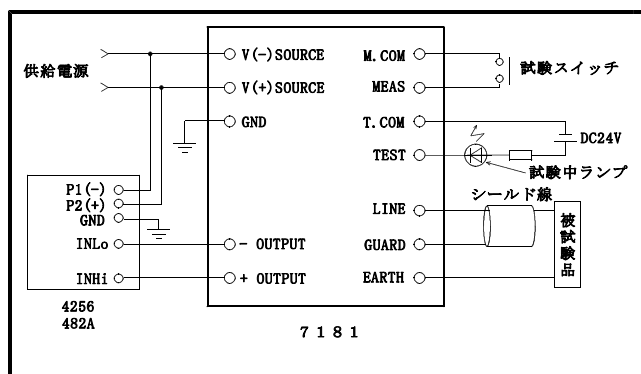 供給電源
V(-)SOURCE
V(+)SOURCE
GND
P1(-)
P2(+)
GND
INLo
INHi
4256
482A
- OUTPUT
+ OUTPUT
M.COM
MEAS
T.COM
TEST
LINE
GUARD
EARTH
7181
試験スイッチ
DC24V
試験中ランプ
シールド線
被試験品